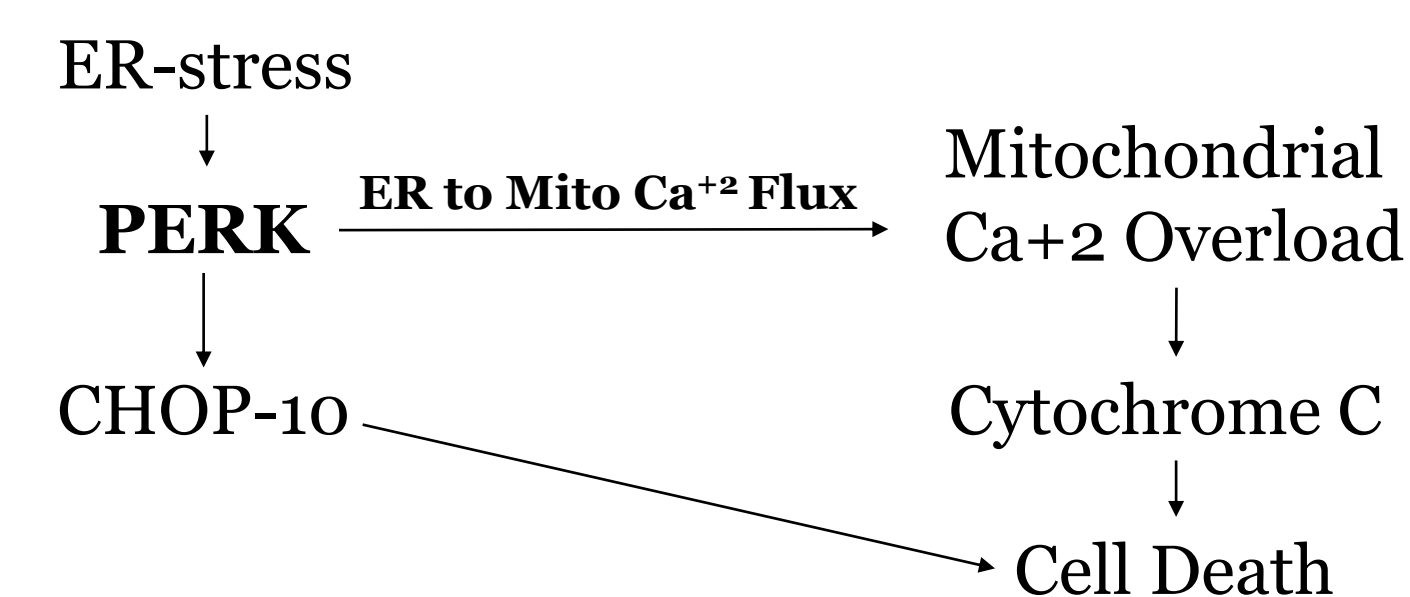 ER-stress
PERK
ER to Mito Ca⁺² Flux
Mitochondrial
Ca+2 Overload
CHOP-10
Cytochrome C
Cell Death